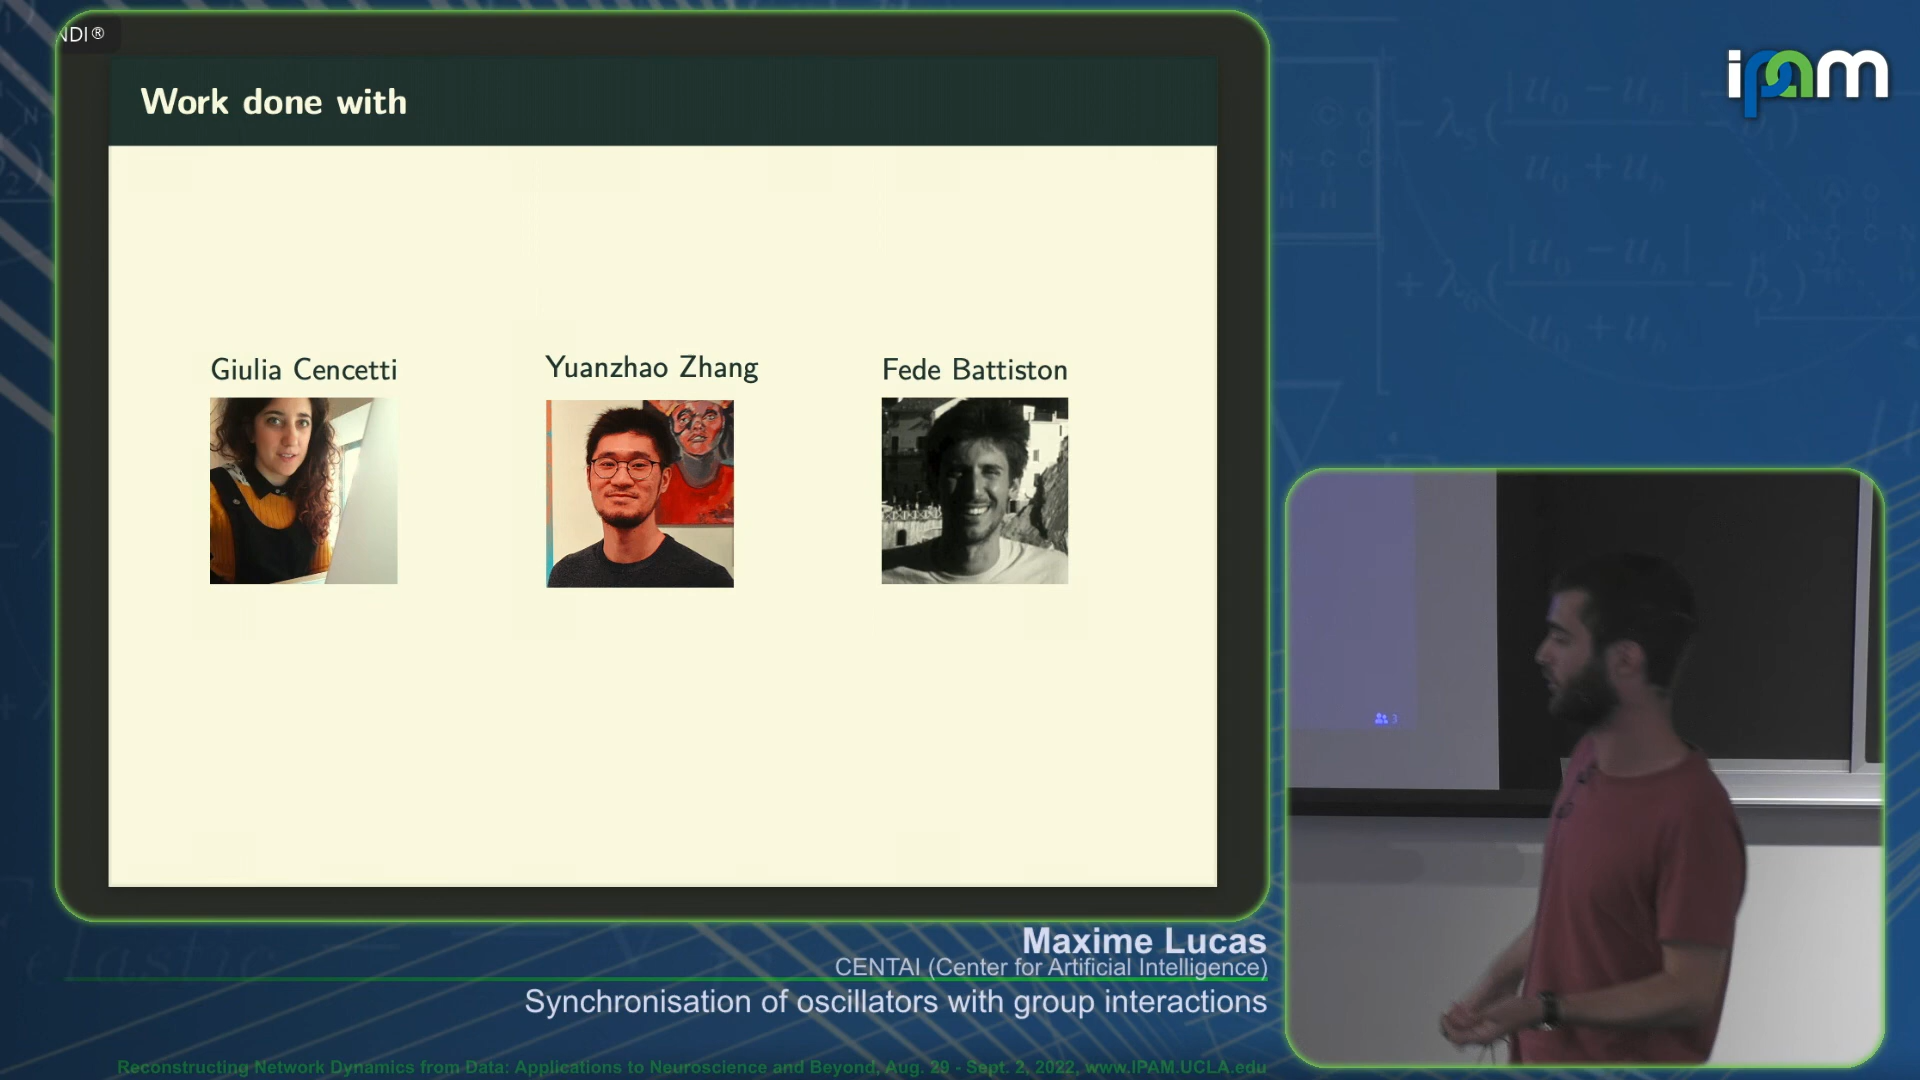 NDI®
ipam
Work done with
Giulia Cencetti
Yuanzhao Zhang
Fede Battiston
3
Maxime Lucas
CENTAI (Center for Artificial Intelligence)
Synchronisation of oscillators with group interactions
Reconstructing Network Dynamics from Data: Applications to Neuroscience and Beyond, Aug. 29 - Sept. 2, 2022, www.IPAM.UCLA.edu